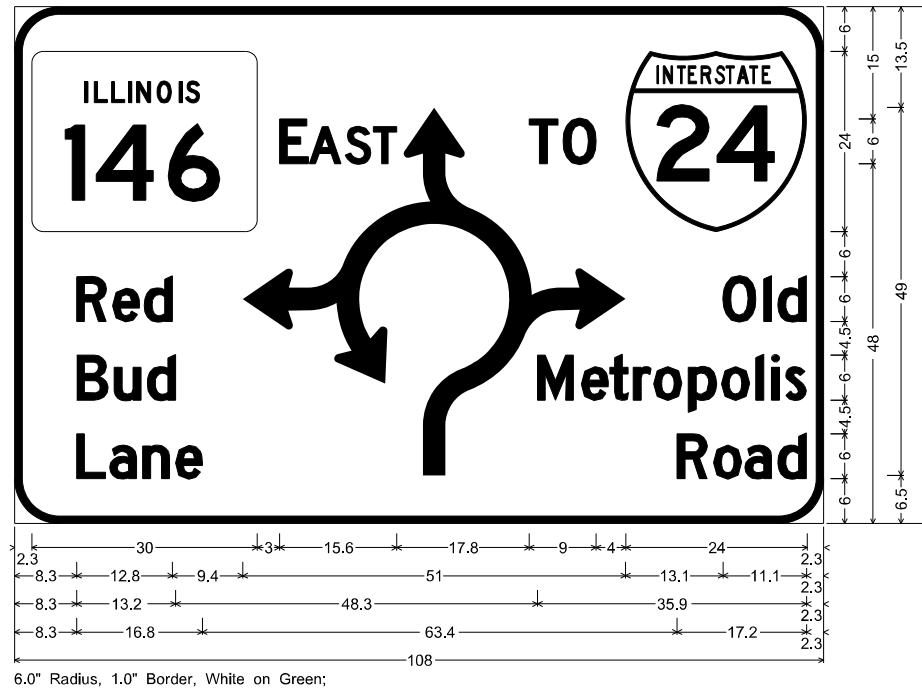 ILLINOIS
146
EAST
TO
INTERSTATE
24
Red
Bud
Lane
Old
Metropolis
Road
6
24
6
6
4.5
6
4.5
6
6
15
6
48
13.5
49
6.5
2.3 30 3 15.6 17.8 9 4 24 2.3
8.3 12.8 9.4 51 13.1 11.1 2.3
8.3 13.2 48.3 35.9 2.3
8.3 16.8 63.4 17.2 2.3
108
6.0" Radius, 1.0" Border, White on Green;